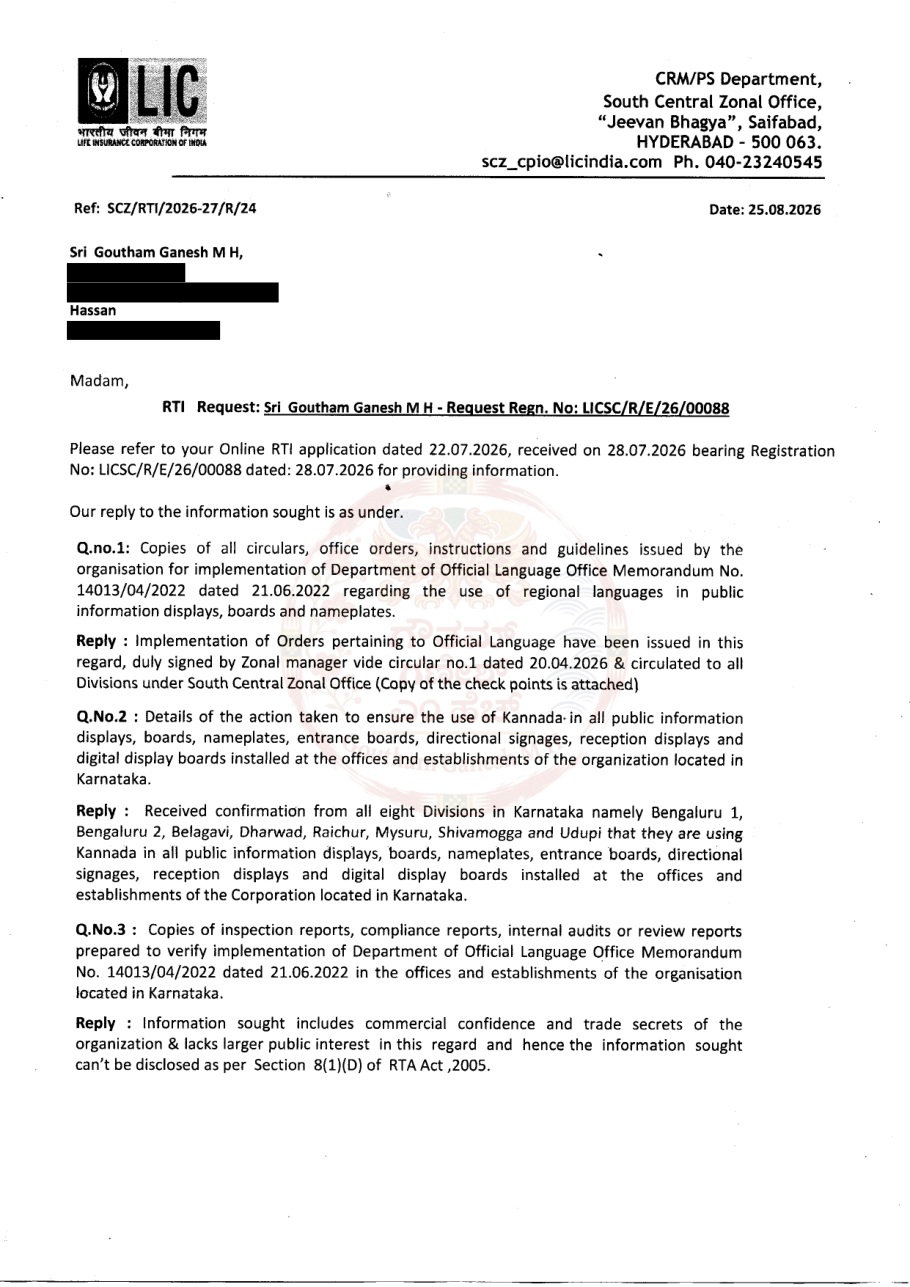 LIC
भारतीय जीवन बीमा निगम
LIFE INSURANCE CORPORATION OF INDIA
CRM/PS Department,
South Central Zonal Office,
“Jeevan Bhagya”, Saifabad,
HYDERABAD - 500 063.
scz_cpio@licindia.com Ph. 040-23240545
Ref: SCZ/RTI/2026-27/R/24
Date: 25.08.2026
Sri Goutham Ganesh M H,
Hassan
Madam,
RTI Request: Sri Goutham Ganesh M H - Request Regn. No: LICSC/R/E/26/00088
Please refer to your Online RTI application dated 22.07.2026, received on 28.07.2026 bearing Registration
No: LICSC/R/E/26/00088 dated: 28.07.2026 for providing information.
Our reply to the information sought is as under.
Q.no.1: Copies of all circulars, office orders, instructions and guidelines issued by the
organisation for implementation of Department of Official Language Office Memorandum No.
14013/04/2022 dated 21.06.2022 regarding the use of regional languages in public
information displays, boards and nameplates.
Reply : Implementation of Orders pertaining to Official Language have been issued in this
regard, duly signed by Zonal manager vide circular no.1 dated 20.04.2026 & circulated to all
Divisions under South Central Zonal Office (Copy of the check points is attached)
Q.No.2 : Details of the action taken to ensure the use of Kannada in all public information
displays, boards, nameplates, entrance boards, directional signages, reception displays and
digital display boards installed at the offices and establishments of the organization located in
Karnataka.
Reply : Received confirmation from all eight Divisions in Karnataka namely Bengaluru 1,
Bengaluru 2, Belagavi, Dharwad, Raichur, Mysuru, Shivamogga and Udupi that they are using
Kannada in all public information displays, boards, nameplates, entrance boards, directional
signages, reception displays and digital display boards installed at the offices and
establishments of the Corporation located in Karnataka.
Q.No.3 : Copies of inspection reports, compliance reports, internal audits or review reports
prepared to verify implementation of Department of Official Language Office Memorandum
No. 14013/04/2022 dated 21.06.2022 in the offices and establishments of the organisation
located in Karnataka.
Reply : Information sought includes commercial confidence and trade secrets of the
organization & lacks larger public interest in this regard and hence the information sought
can’t be disclosed as per Section 8(1)(D) of RTA Act ,2005.